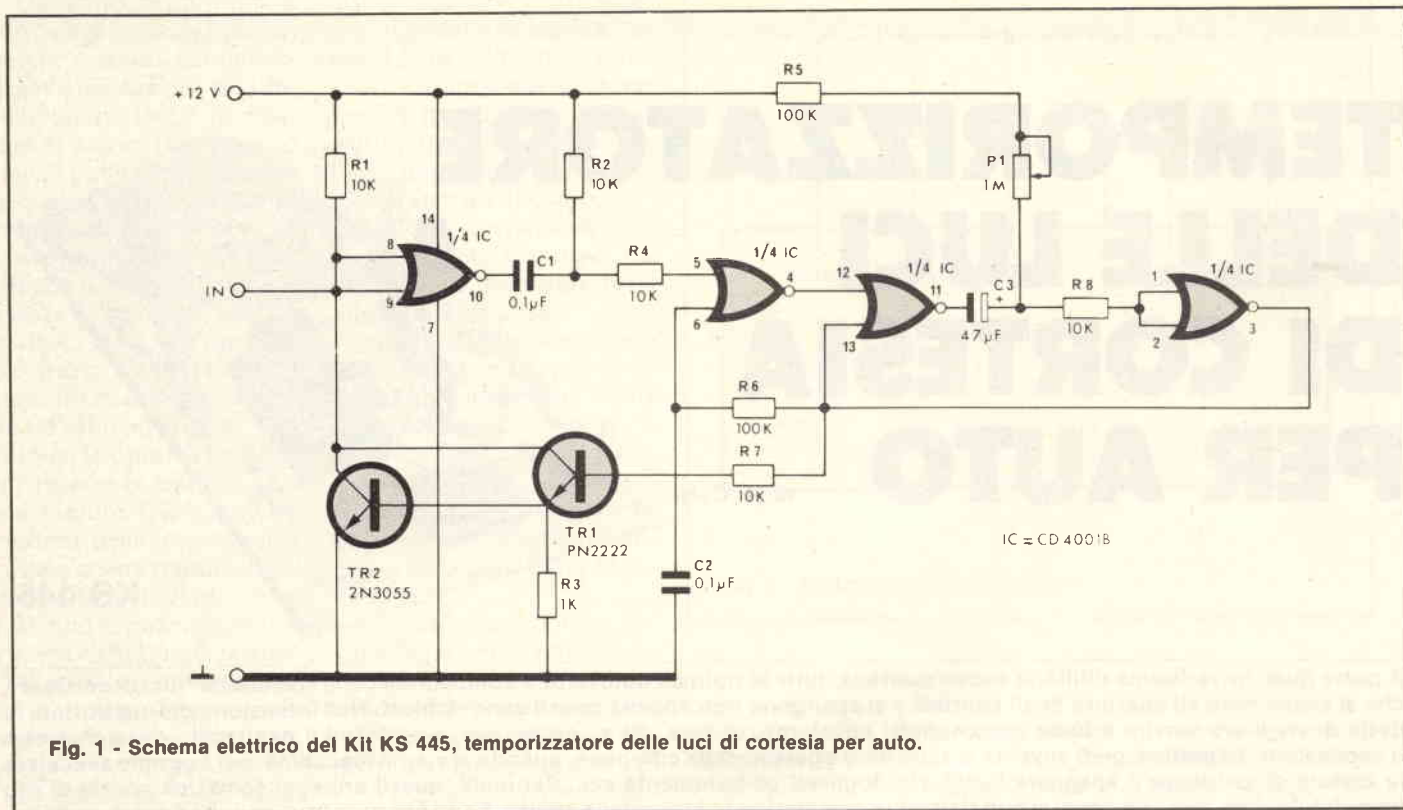 +12 V
R5
100K
R1
10K
R2
10K
P1
1M
14
1/4 IC
8
9
10
7
IN
C1
0,1µF
R4
10K
1/4 IC
5
6
4
1/4 IC
12
13
11
C3
+
47µF
R8
10K
1/4 IC
1
2
3
R6
100K
R7
10K
TR1
PN2222
TR2
2N3055
R3
1K
C2
0,1µF
IC = CD 4001B
Fig. 1 - Schema elettrico del Kit KS 445, temporizzatore delle luci di cortesia per auto.